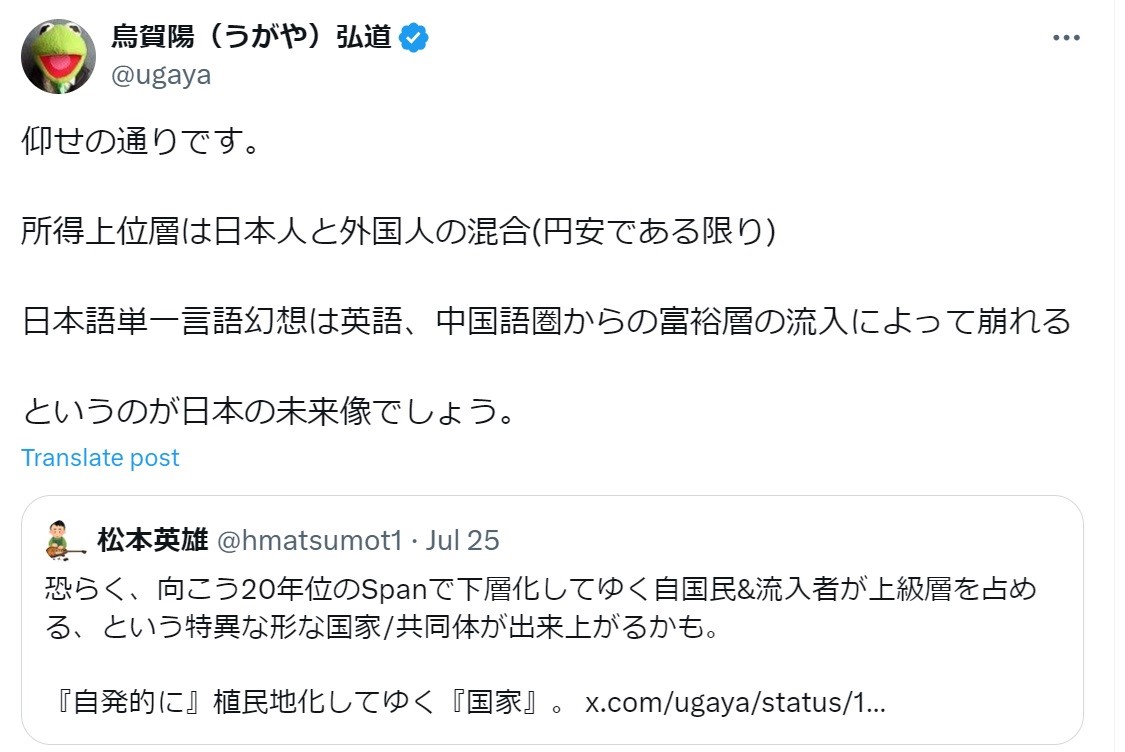 烏賀陽（うがや）弘道
@ugaya
仰せの通りです。
所得上位層は日本人と外国人の混合(円安である限り)
日本語単一言語幻想は英語、中国語圏からの富裕層の流入によって崩れる
というのが日本の未来像でしょう。
Translate post
松本英雄 @hmatsumot1 · Jul 25
恐らく、向こう20年位のSpanで下層化してゆく自国民&流入者が上級層を占め
る、という特異な形な国家/共同体が出来上がるかも。
『自発的に』植民地化してゆく『国家』。 x.com/ugaya/status/1…